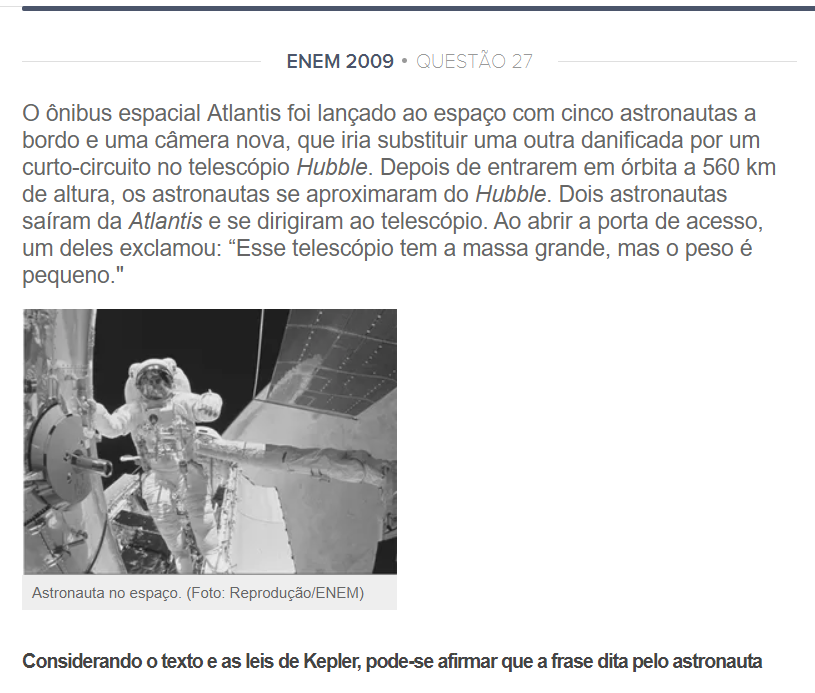 ENEM 2009 • QUESTÃO 27
O ônibus espacial Atlantis foi lançado ao espaço com cinco astronautas a
bordo e uma câmera nova, que iria substituir uma outra danificada por um
curto-circuito no telescópio Hubble. Depois de entrarem em órbita a 560 km
de altura, os astronautas se aproximaram do Hubble. Dois astronautas
saíram da Atlantis e se dirigiram ao telescópio. Ao abrir a porta de acesso,
um deles exclamou: “Esse telescópio tem a massa grande, mas o peso é
pequeno."
Astronauta no espaço. (Foto: Reprodução/ENEM)
Considerando o texto e as leis de Kepler, pode-se afirmar que a frase dita pelo astronauta